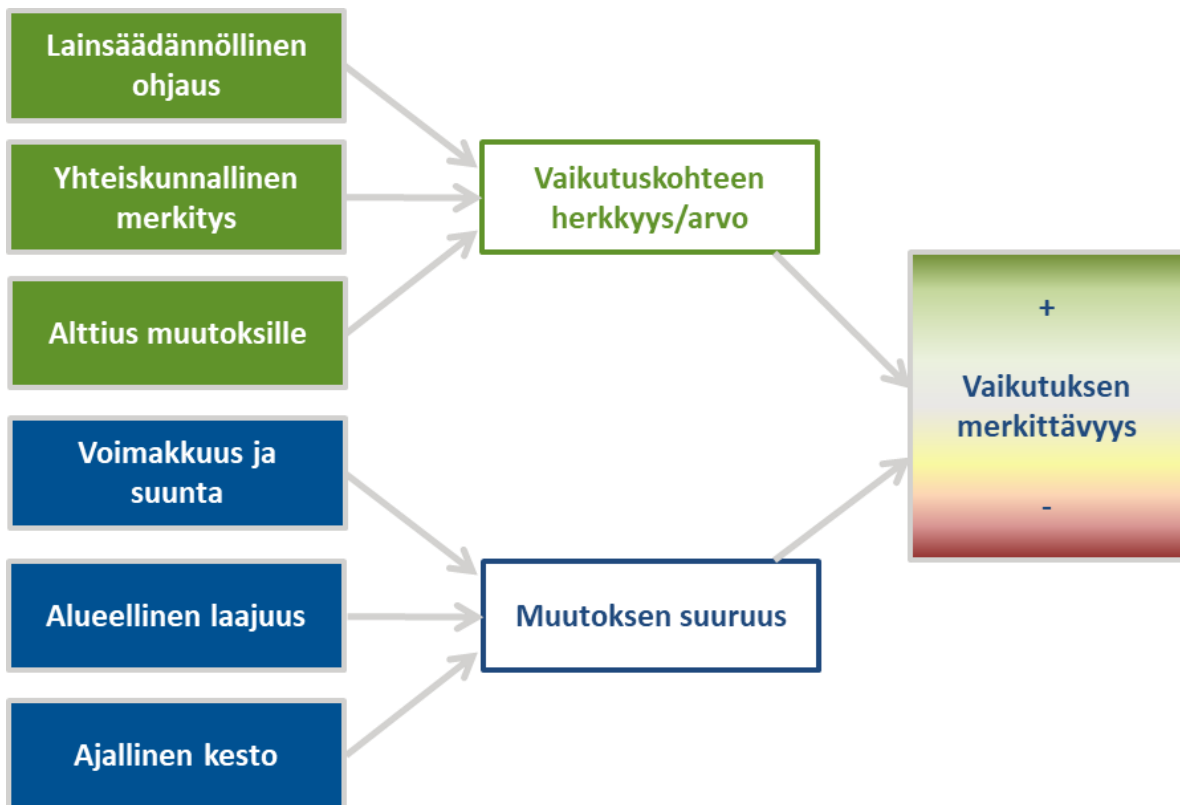 Lainsäädännöllinen
ohjaus
Yhteiskunnallinen
merkitys
Alttius muutoksille
Voimakkuus ja
suunta
Alueellinen laajuus
Ajallinen kesto
Vaikutuskohteen
herkkyys/arvo
Muutoksen suuruus
+
Vaikutuksen
merkittävyys
-